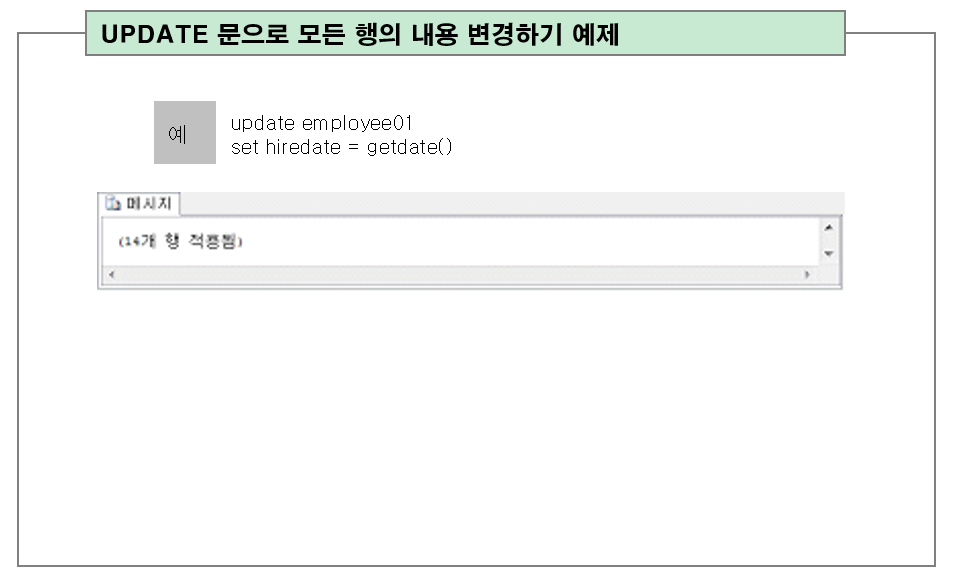 UPDATE 문으로 모든 행의 내용 변경하기 예제
예
update employee01
set hiredate = getdate()
메시지
(14개 행 적용됨)